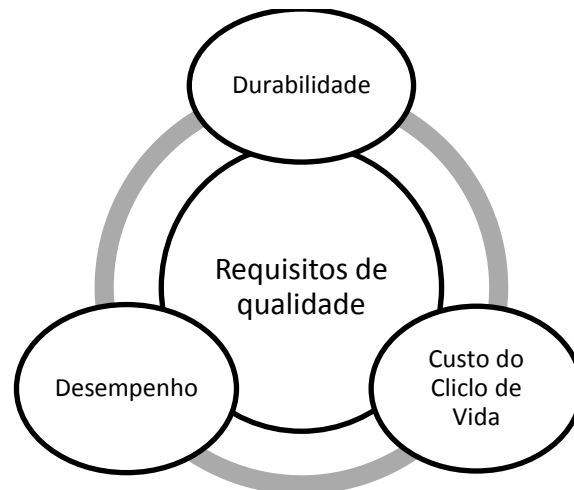 Durabilidade
Requisitos de
qualidade
Desempenho
Custo do
Cliclo de
Vida